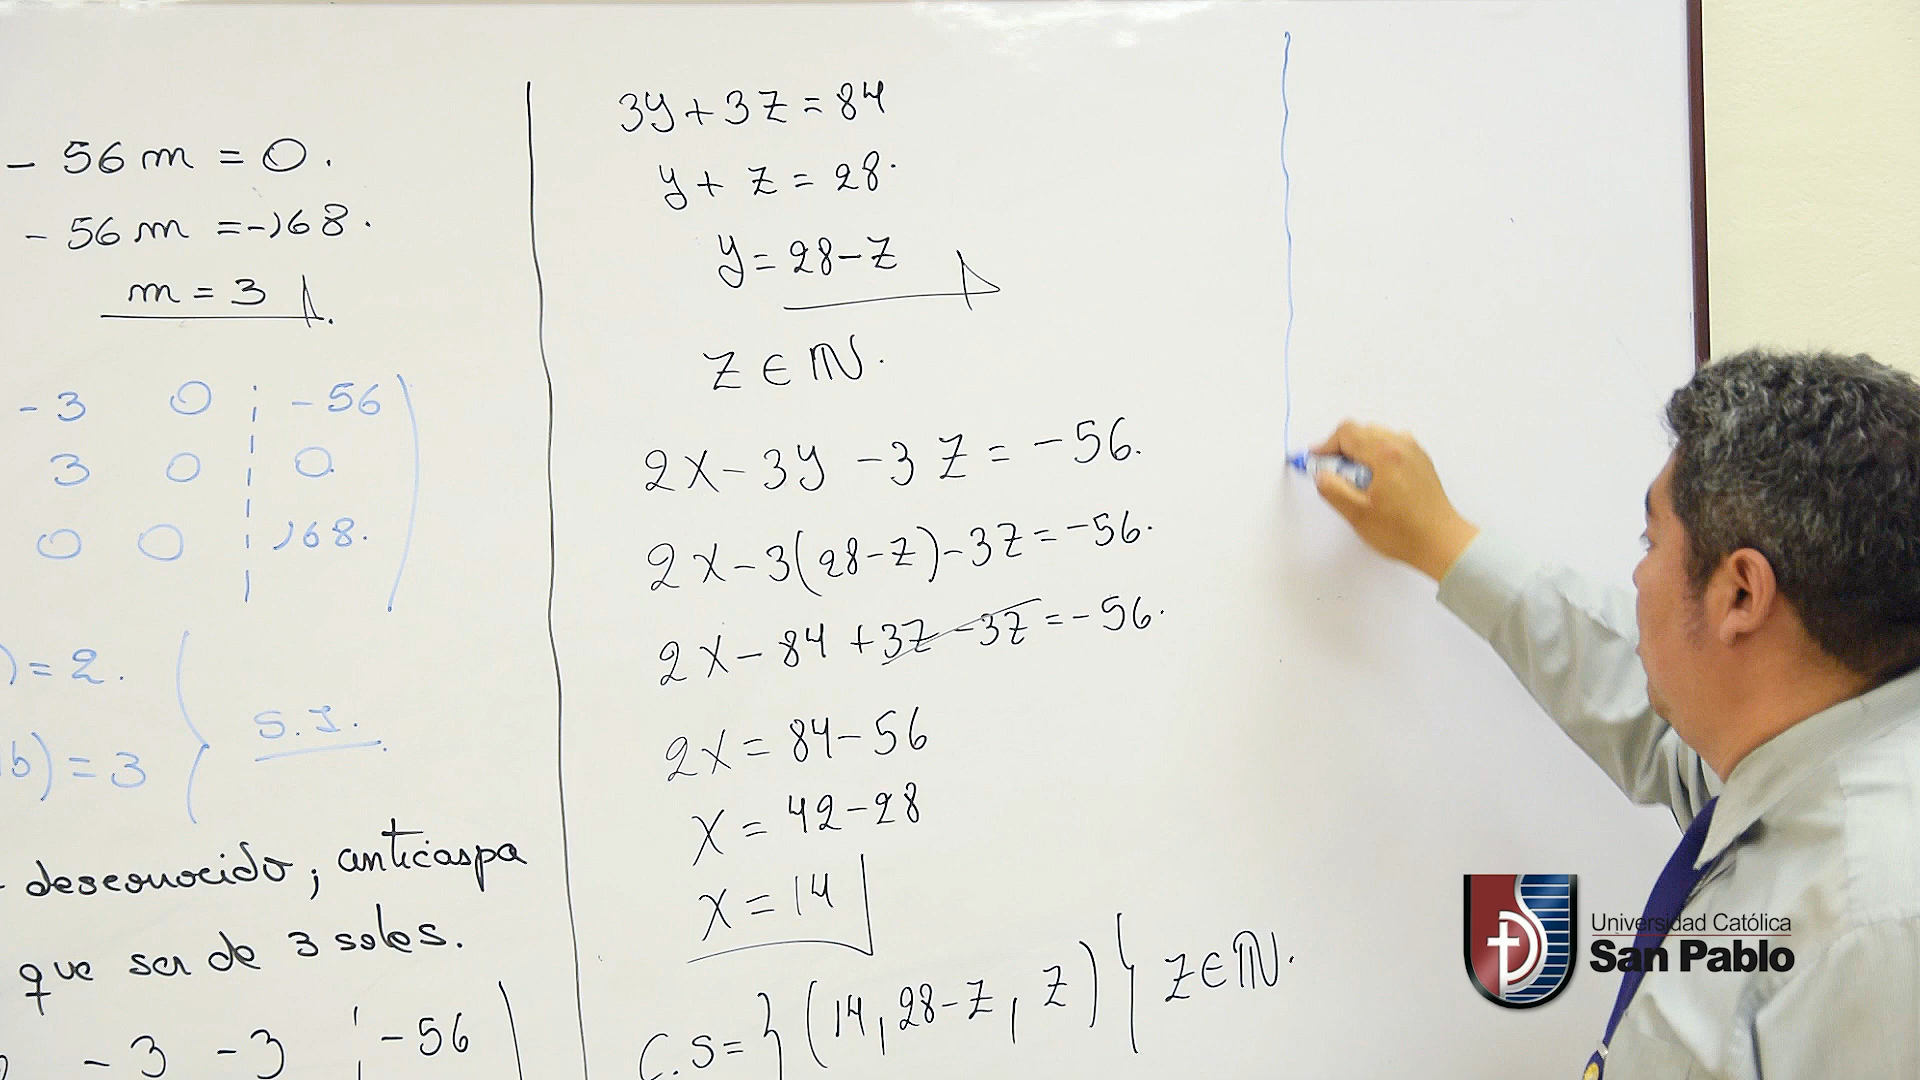 - 56 m = 0.
- 56 m = -168.
m = 3
-3 0 | -56
3 0 | 0
0 0 | 168.
) = 2.
b) = 3
S. I.
desconocido; anticaspa
que ser de 3 soles.
-3 -3 | -56
3y + 3z = 84
y + z = 28.
y = 28 - z
z ∈ ℕ.
2x - 3y - 3z = -56.
2x - 3(28 - z) - 3z = -56.
2x - 84 + 3z - 3z = -56.
2x = 84 - 56
x = 42 - 28
x = 14
C.S = {(14, 28 - z, z)} z ∈ ℕ.
Universidad Católica
San Pablo